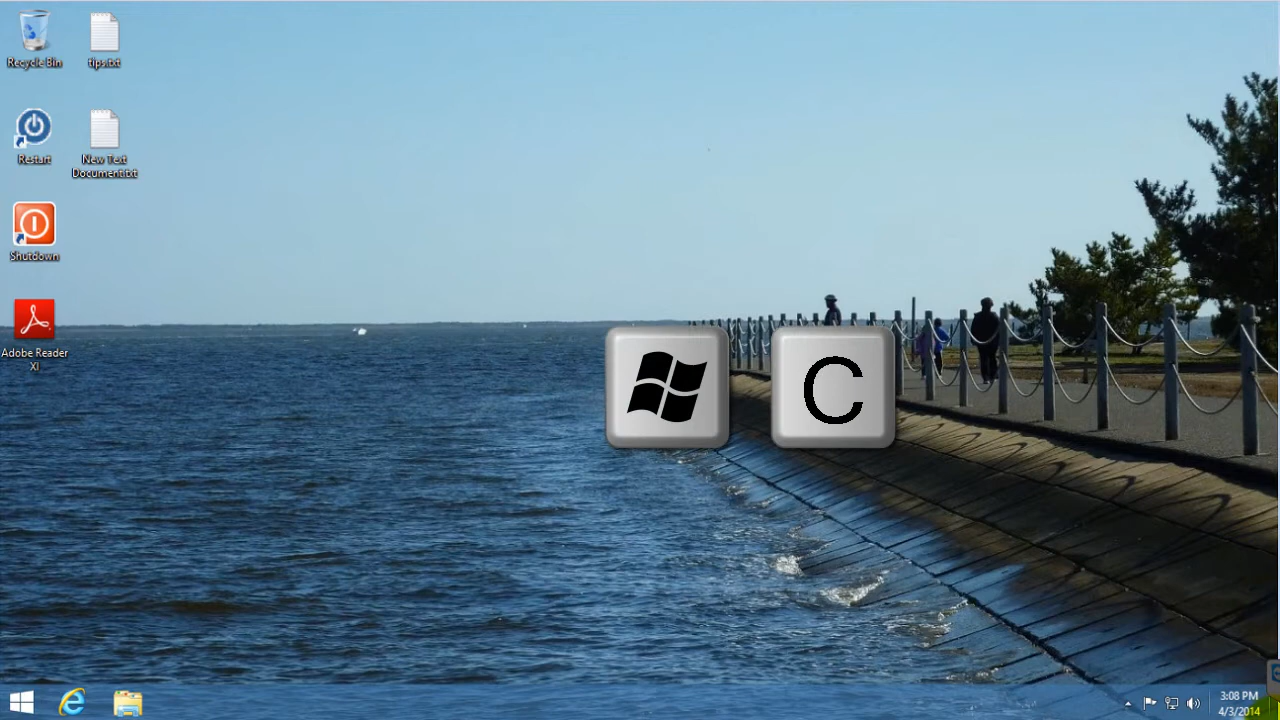 Recycle Bin
tips.txt
Restart
New Text
Document.txt
Shutdown
Adobe Reader
XI
C
3:08 PM
4/3/2014